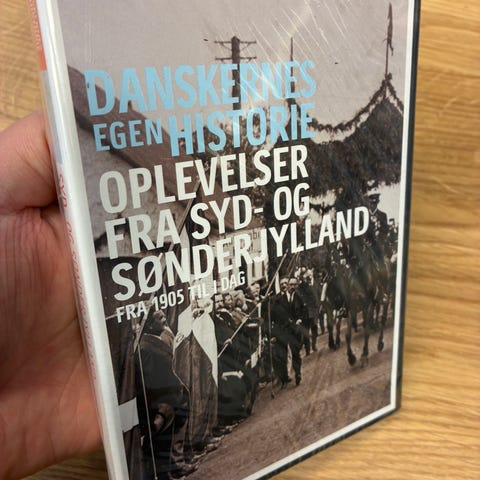 DANSKERNES
EGEN HISTORIE
OPLEVELSER
FRA SYD- OG
SØNDERJYLLAND
FRA 1905 TIL I DAG